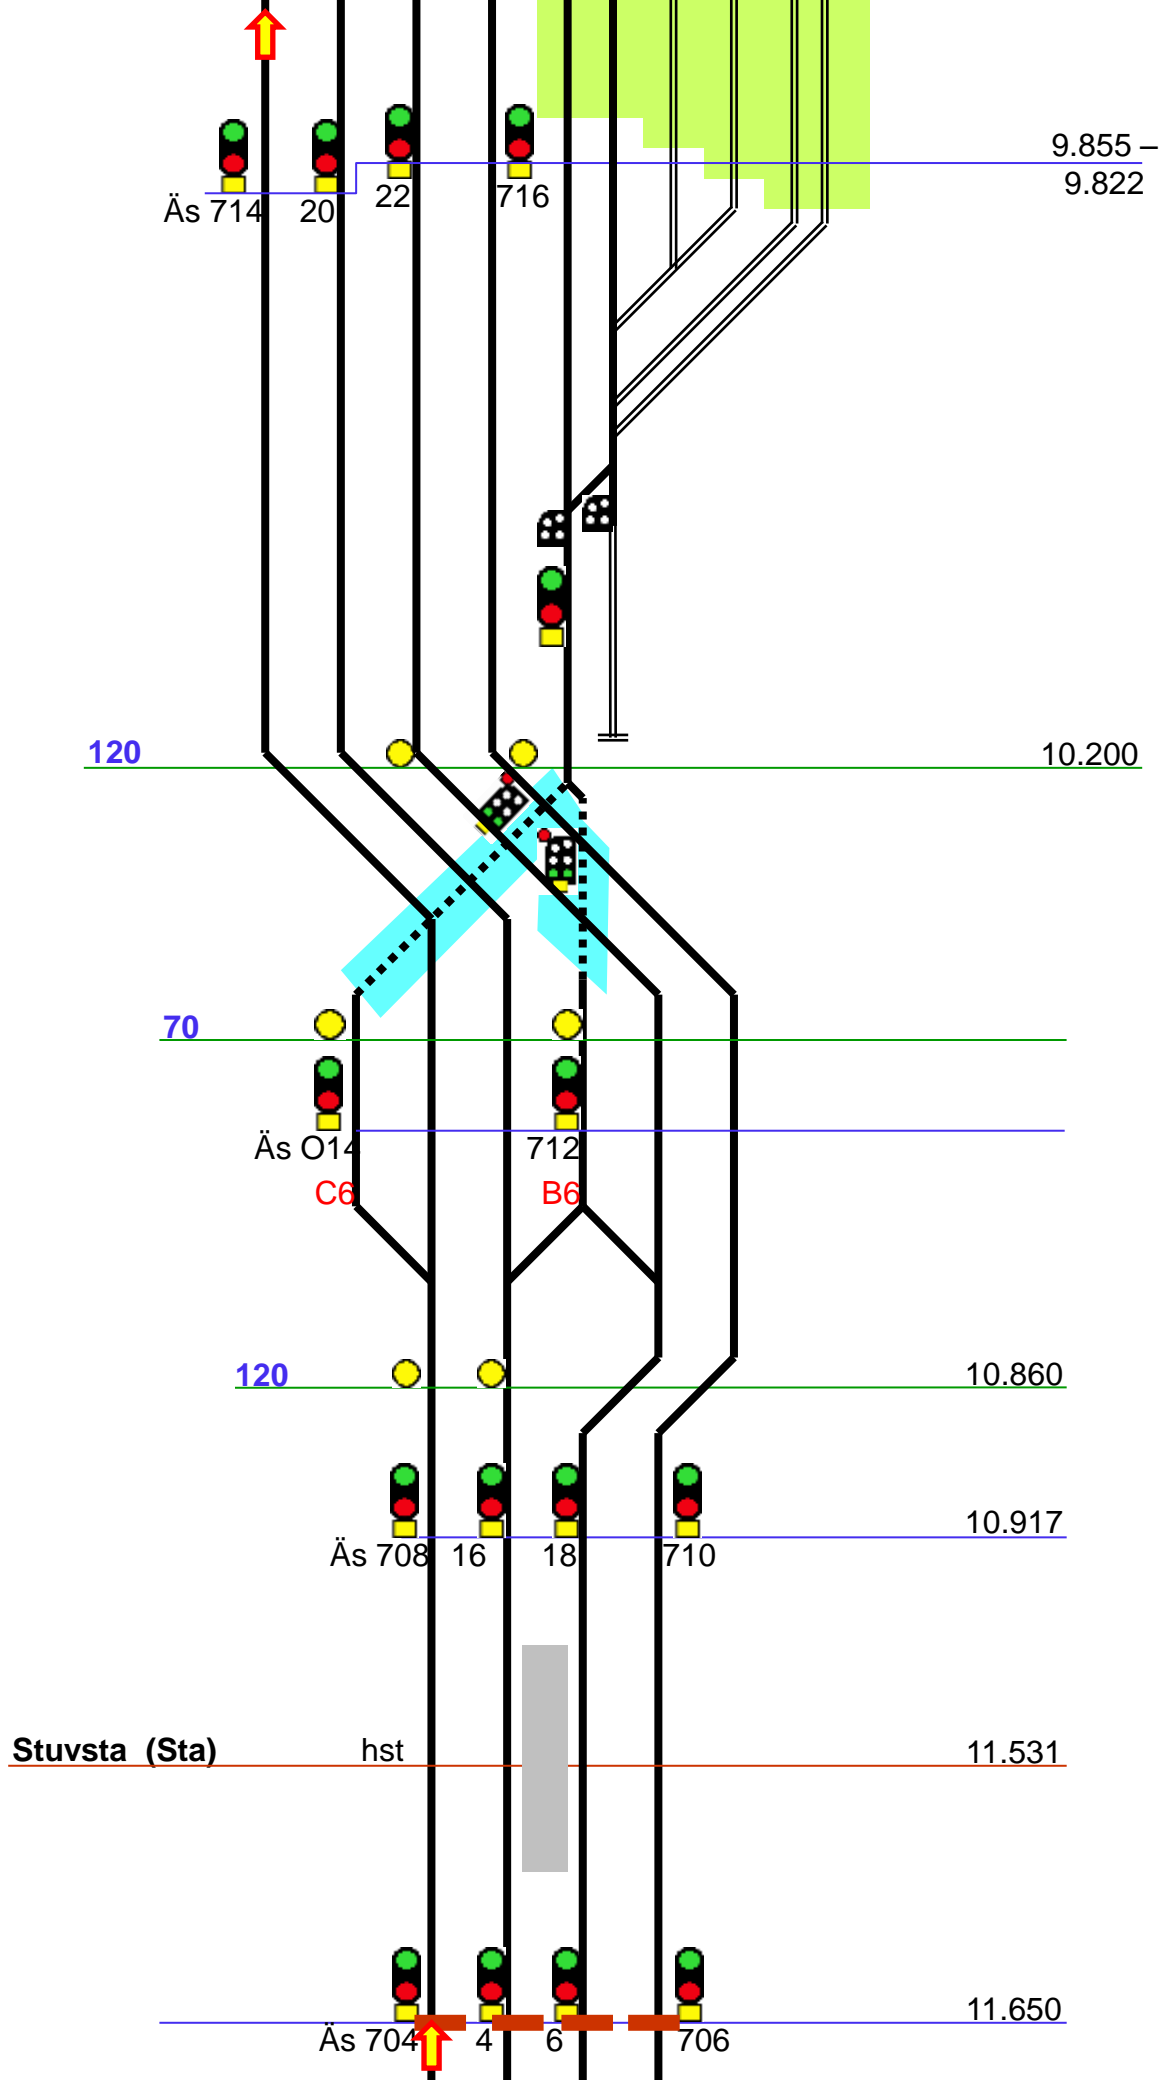 9.855 –
9.822
Äs 714 20 22 716
120 10.200
70
Äs O14 712
C6 B6
120 10.860
10.917
Äs 708 16 18 710
Stuvsta (Sta) hst 11.531
11.650
Äs 704 4 6 706